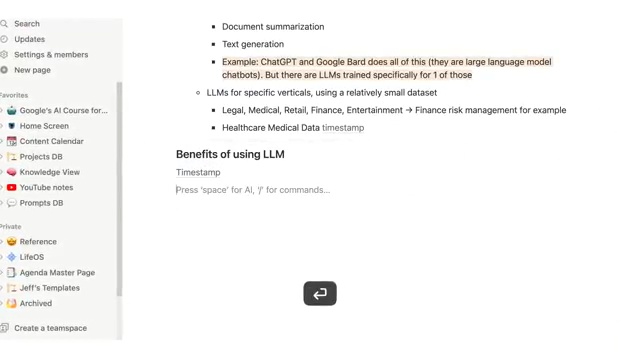 Search
Updates
Settings & members
New page
Favorites
Google's AI Course for...
Home Screen
Content Calendar
Projects DB
Knowledge View
YouTube notes
Prompts DB
Private
Reference
LifeOS
Agenda Master Page
Jeff's Templates
Archived
Create a teamspace
Document summarization
Text generation
Example: ChatGPT and Google Bard does all of this (they are large language model
chatbots). But there are LLMs trained specifically for 1 of those
LLMs for specific verticals, using a relatively small dataset
Legal, Medical, Retail, Finance, Entertainment → Finance risk management for example
Healthcare Medical Data timestamp
Benefits of using LLM
Timestamp
Press ‘space’ for AI, ‘/’ for commands...